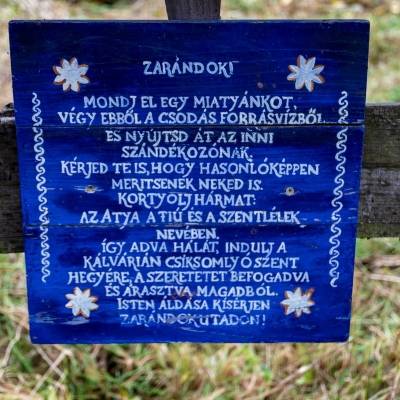 ZARÁNDOK!
MONDJ EL EGY MIATYÁNKOT,
VÉGY EBBŐL A CSODÁS FORRÁSVÍZBŐL
ÉS NYÚJTSD ÁT AZ INNI
SZÁNDÉKOZÓNAK.
KÉRJED TE IS, HOGY HASONLÓKÉPPEN
MERITSENEK NEKED IS.
KORTYOLJ HÁRMAT:
AZ ATYA A FIÚ ÉS A SZENTLÉLEK
NEVÉBEN.
ÍGY, ADVA HÁLÁT, INDULJ A
KÁLVÁRIÁN CSÍKSOMLYÓ SZENT
HEGYÉRE, A SZERETETET BEFOGADVA
ÉS ÁRASZTVA MAGADBÓL.
ISTEN ÁLDÁSA KÍSÉRJEN
ZARÁNDOKUTADON!